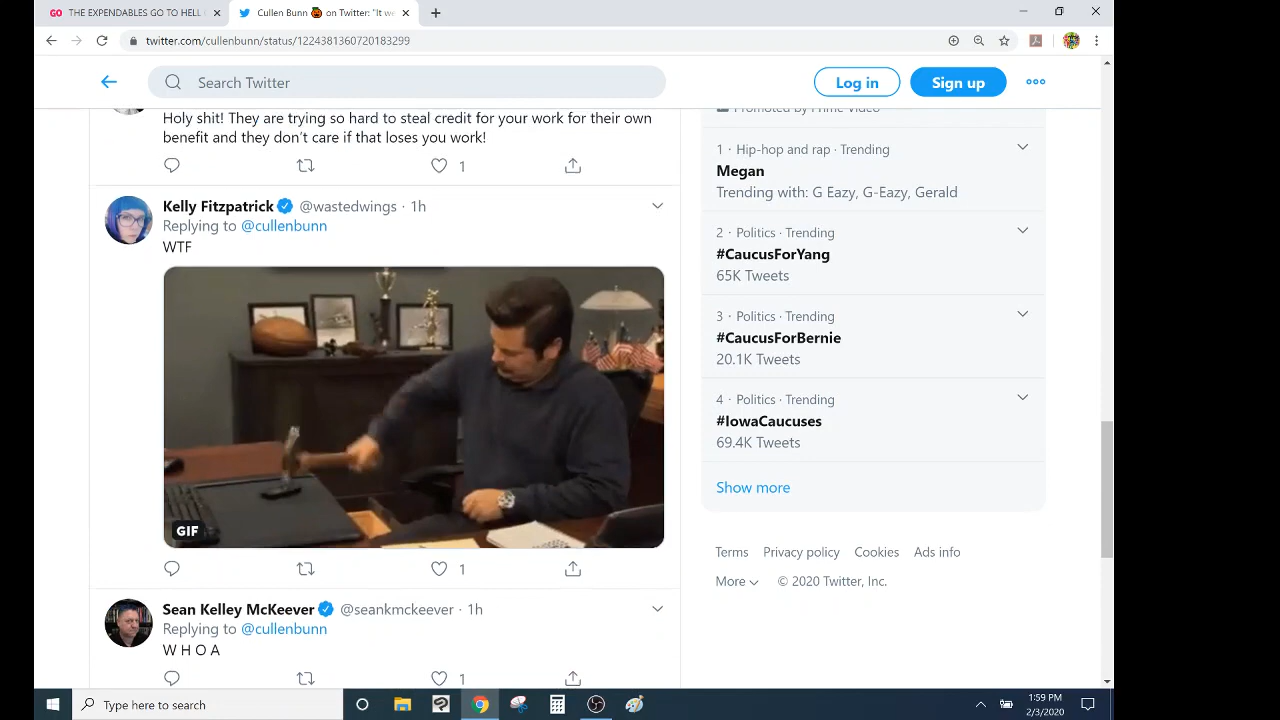 THE EXPENDABLES GO TO HELL
Cullen Bunn 🎃 on Twitter: "It we
twitter.com/cullenbunn/status/1224381360720183299
Search Twitter
Log in
Sign up
Holy shit! They are trying so hard to steal credit for your work for their own
benefit and they don't care if that loses you work!
1
Kelly Fitzpatrick @wastedwings · 1h
Replying to @cullenbunn
WTF
GIF
1
Sean Kelley McKeever @seankmckeever · 1h
Replying to @cullenbunn
W H O A
1
Promoted by Prime Video
1 · Hip-hop and rap · Trending
Megan
Trending with: G Eazy, G-Eazy, Gerald
2 · Politics · Trending
#CaucusForYang
65K Tweets
3 · Politics · Trending
#CaucusForBernie
20.1K Tweets
4 · Politics · Trending
#IowaCaucuses
69.4K Tweets
Show more
Terms Privacy policy Cookies Ads info
More © 2020 Twitter, Inc.
Type here to search
1:59 PM
2/3/2020